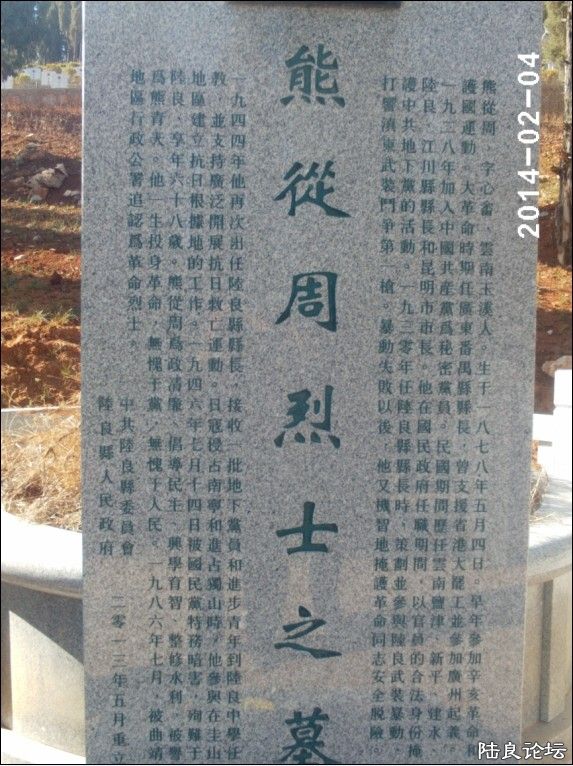 熊從周，字心畬，雲南玉溪人，生于一八七八年五月四日。早年參加辛亥革命和
護國運動。大革命時期任廣東番禺縣縣長，曾支援省港大罷工並參加廣州起義。
一九二八年加入中國共産黨爲秘密黨員。民國期間歷任雲南鹽津、新平、建水、
陸良、江川縣縣長和昆明市市長。他在國民政府任職期間，以官員的合法身份掩
護中共地下黨的活動。一九三零年任陸良縣縣長時，策劃並參與陸良武装暴動，
打響滇東武装鬥爭第一槍。暴動失敗以後，他又機智地掩護革命同志安全脱險。
熊從周烈士之墓
一九四四年他再次出任陸良縣縣長，接收一批地下黨員和進步青年到陸良中學任
教，並支持廣泛開展抗日救亡運動。日寇侵占南寧和進占獨山時，他參與在圭山
地區建立抗日根據地的工作。一九四六年七月十四日被國民黨特務暗害，殉難于
陸良，享年六十八歲。熊從周爲政清廉、倡導民主、興學育智、整修水利，被譽
爲熊青天。他一生投身革命，無愧于黨，無愧于人民。一九八六年七月，被曲靖
地區行政公署追認爲革命烈士。
中共陸良縣委員會
陸良縣人民政府
二零一三年五月重立
2014-02-04
陆良论坛